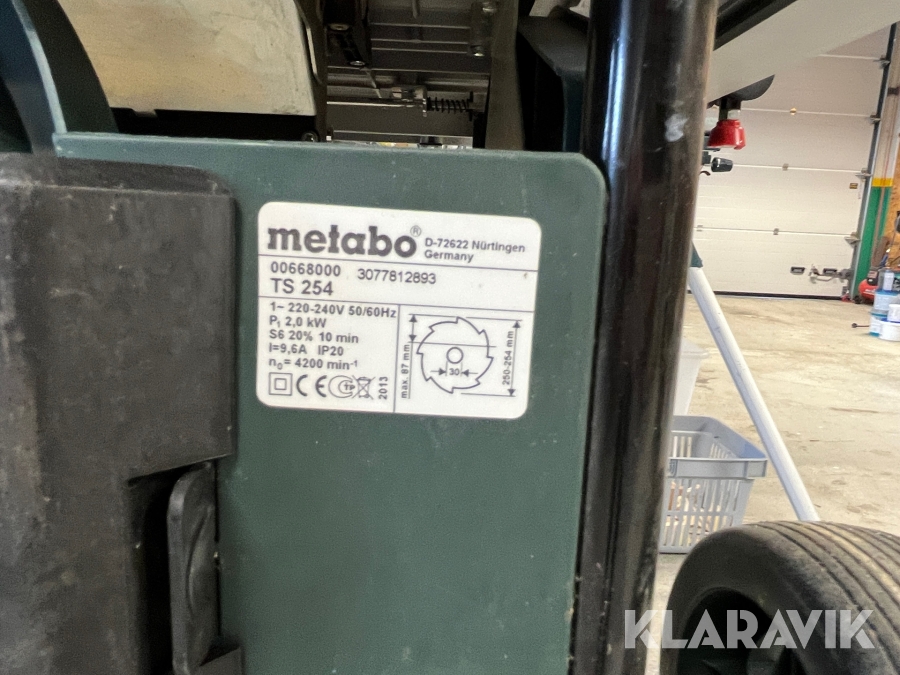 metabo® D-72622 Nürtingen
Germany
00668000 3077812893
TS 254
1~ 220-240V 50/60Hz
P₁ 2,0 kW
S6 20% 10 min
I=9,6A IP20
n₀= 4200 min⁻¹
CE 2013
max. 87 mm
30
250-254 mm
KLARAVIK